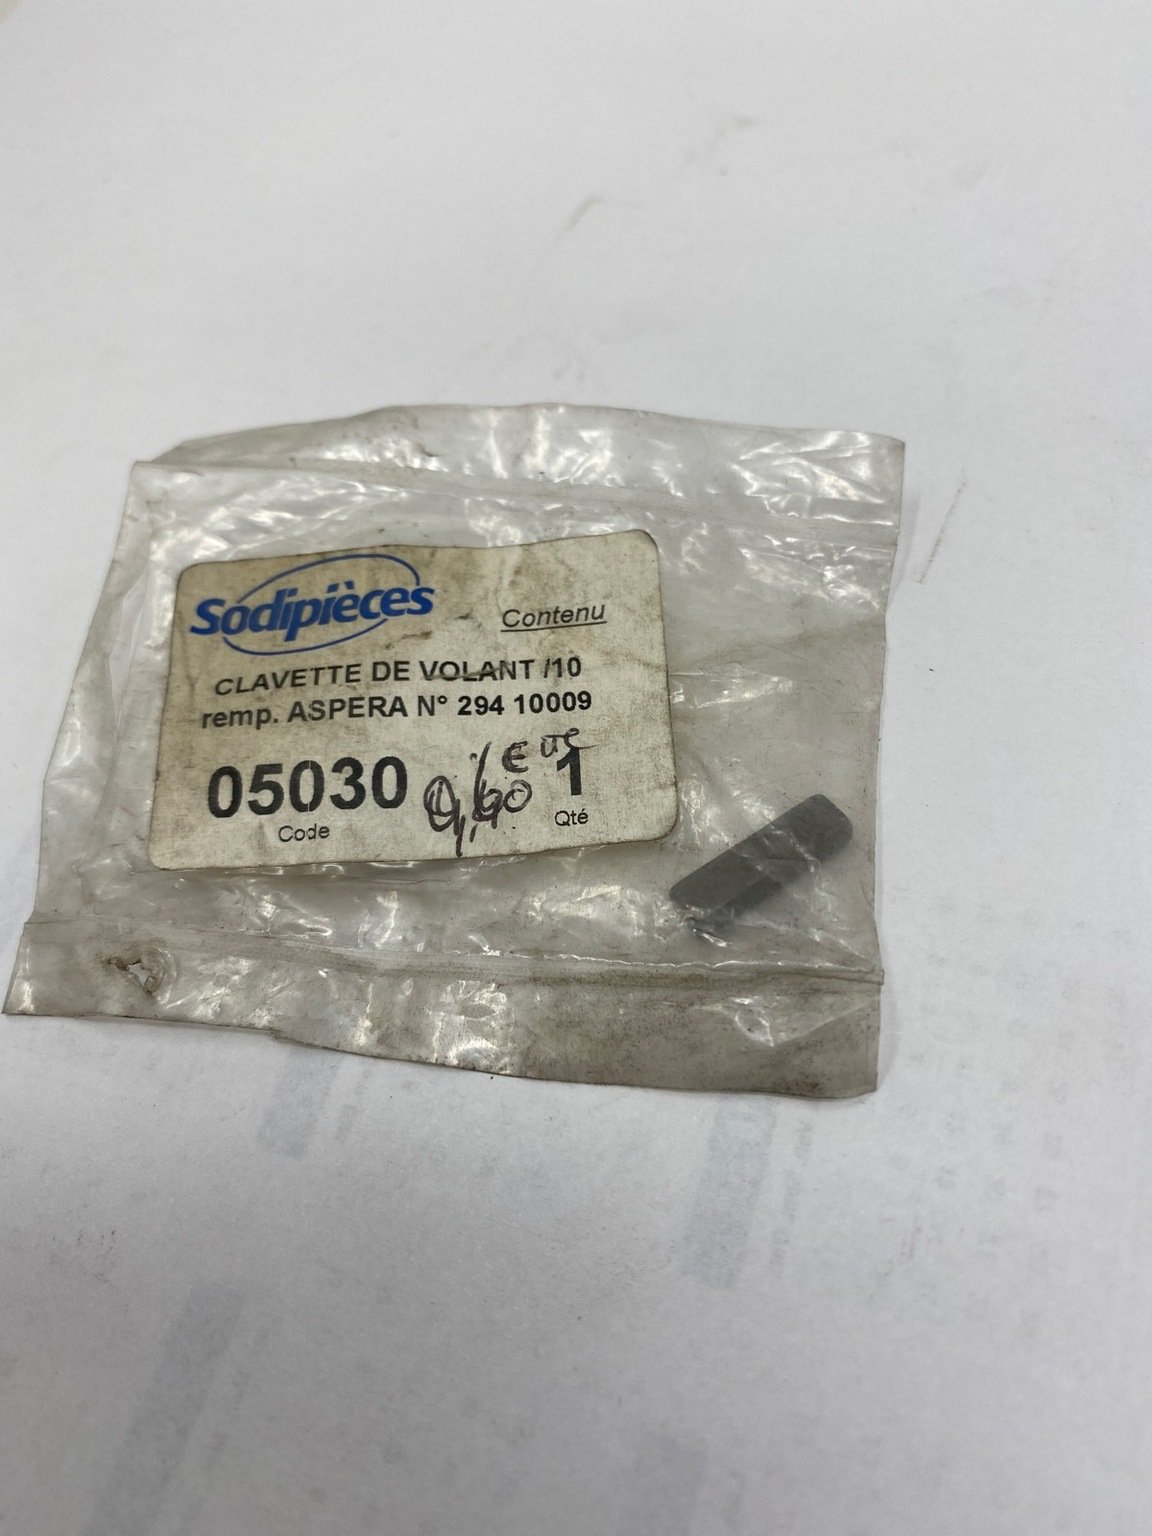 Sodipièces
Contenu
CLAVETTE DE VOLANT /10
remp. ASPERA N° 294 10009
05030
1
Code
Qté